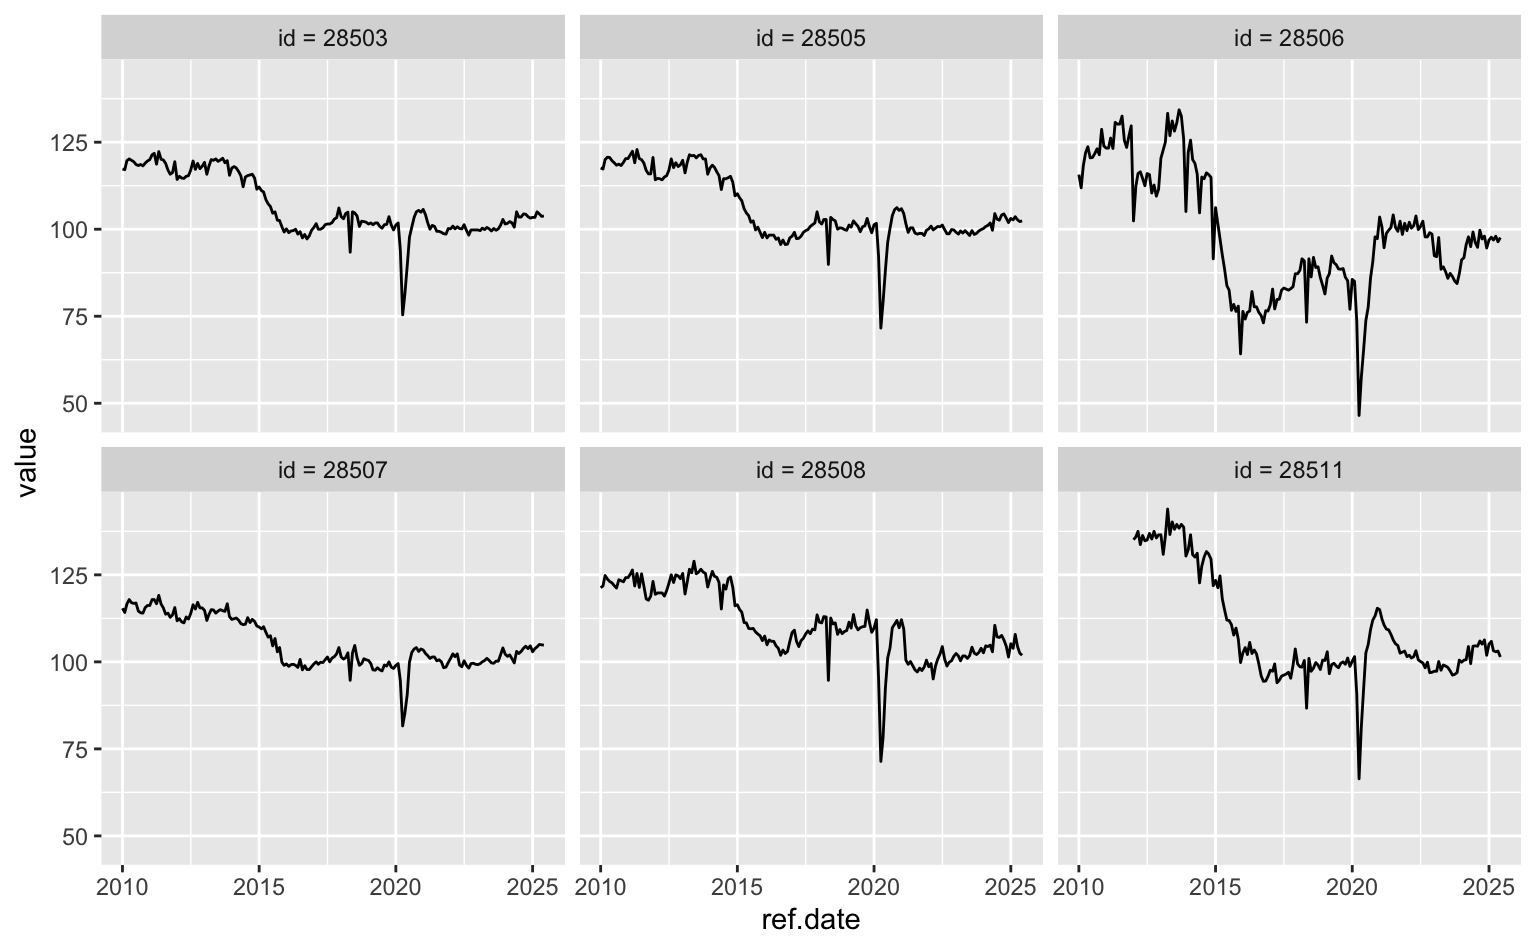 id = 28503
id = 28505
id = 28506
125
100
75
50
id = 28507
id = 28508
id = 28511
125
100
75
50
2010 2015 2020 2025
2010 2015 2020 2025
2010 2015 2020 2025
value
ref.date